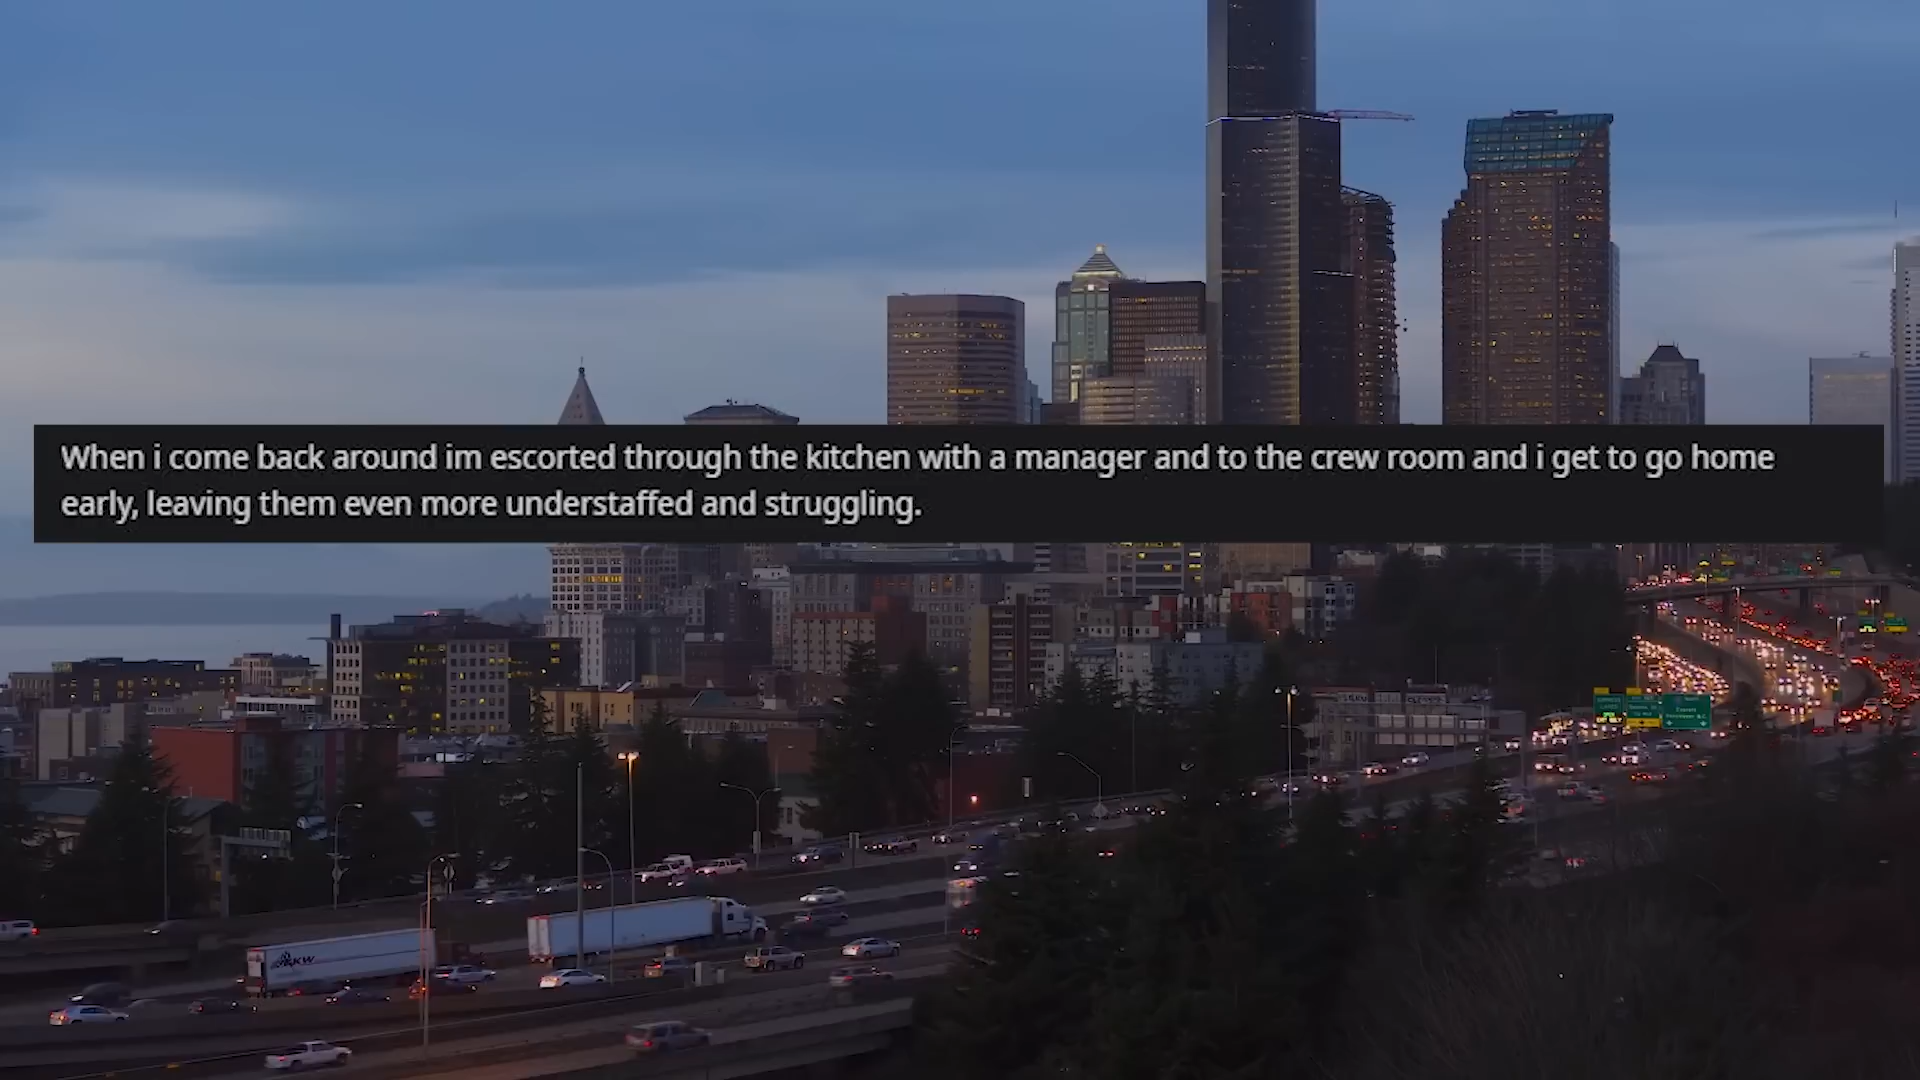 When i come back around im escorted through the kitchen with a manager and to the crew room and i get to go home
early, leaving them even more understaffed and struggling.
KW